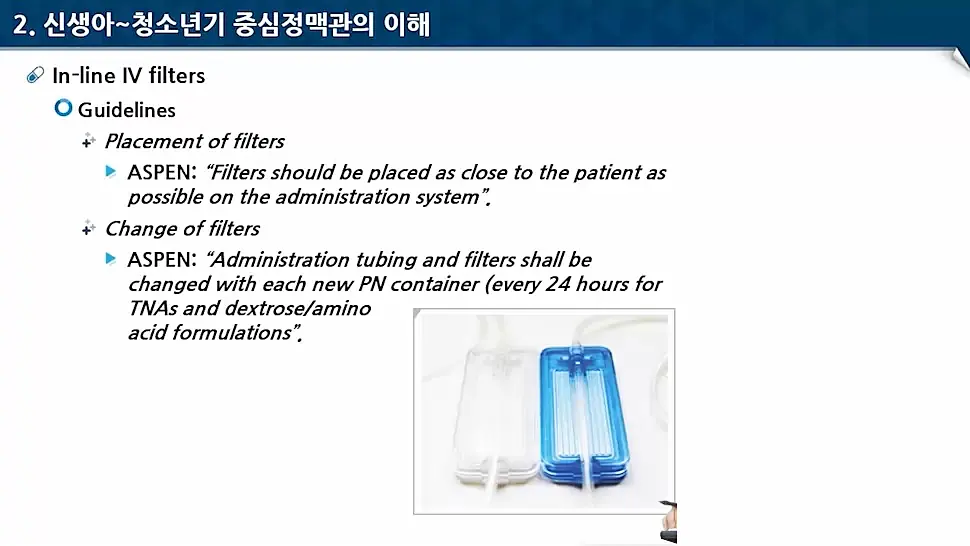 2. 신생아~청소년기 중심정맥관의 이해
In-line IV filters
Guidelines
Placement of filters
ASPEN: “Filters should be placed as close to the patient as
possible on the administration system”.
Change of filters
ASPEN: “Administration tubing and filters shall be
changed with each new PN container (every 24 hours for
TNAs and dextrose/amino
acid formulations”.